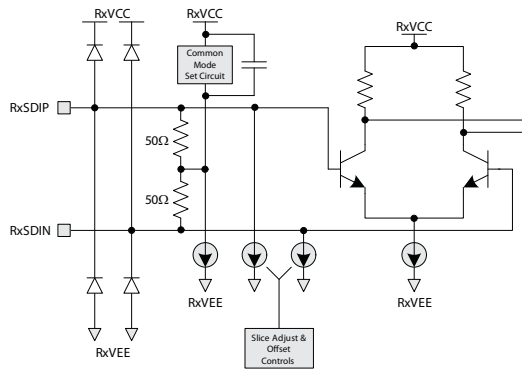 RxVCC
RxVCC
RxVCC
Common
Mode
Set Circuit
RxSDIP
50Ω
50Ω
RxSDIN
RxVEE
RxVEE
RxVEE
Slice Adjust &
Offset
Controls